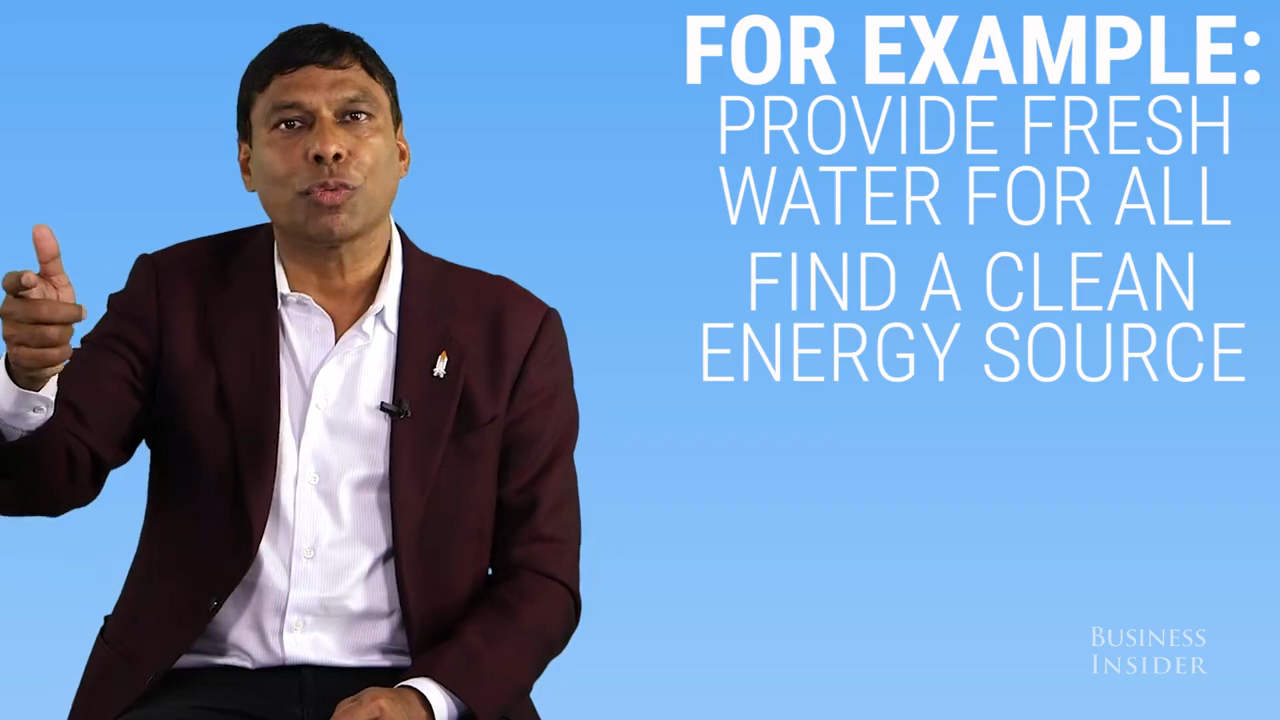 FOR EXAMPLE:
PROVIDE FRESH
WATER FOR ALL
FIND A CLEAN
ENERGY SOURCE
BUSINESS
INSIDER